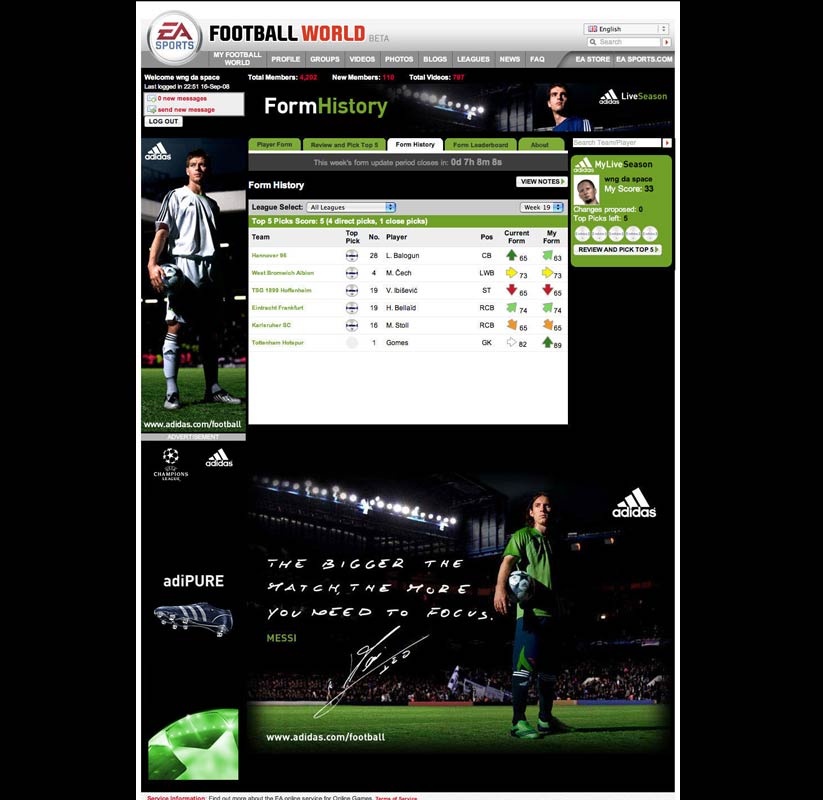 EA SPORTS
FOOTBALL WORLD BETA
English
Search
MY FOOTBALL WORLD
PROFILE
GROUPS
VIDEOS
PHOTOS
BLOGS
LEAGUES
NEWS
FAQ
EA STORE
EA SPORTS.COM
Welcome wng da space
Total Members: 4,202
New Members: 110
Total Videos: 797
Last logged in 22:51 16-Sep-08
0 new messages
send new message
LOG OUT
FormHistory
adidas
LiveSeason
Player Form
Review and Pick Top 5
Form History
Form Leaderboard
About
Search Team/Player
This week's form update period closes in: 0d 7h 8m 8s
Form History
VIEW NOTES
League Select:
All Leagues
Week 19
Top 5 Picks Score: 5 (4 direct picks, 1 close picks)
Team Top Pick No. Player Pos Current Form My Form
Hannover 96 28 L. Balogun CB 65 63
West Bromwich Albion 4 M. Čech LWB 73 73
TSG 1899 Hoffenheim 19 V. Ibišević ST 65 65
Eintracht Frankfurt 19 H. Bellaïd RCB 74 74
Karlsruher SC 16 M. Stoll RCB 65 65
Tottenham Hotspur 1 Gomes GK 82 89
adidas
MyLiveSeason
wng da space
My Score: 33
Changes proposed: 0
Top Picks left: 5
REVIEW AND PICK TOP 5
adidas
www.adidas.com/football
ADVERTISEMENT
CHAMPIONS LEAGUE
adidas
adiPURE
adidas
THE BIGGER THE
MATCH, THE MORE
YOU NEED TO FOCUS.
MESSI
www.adidas.com/football
Service Information: Find out more about the EA online service for Online Games. Terms of Service